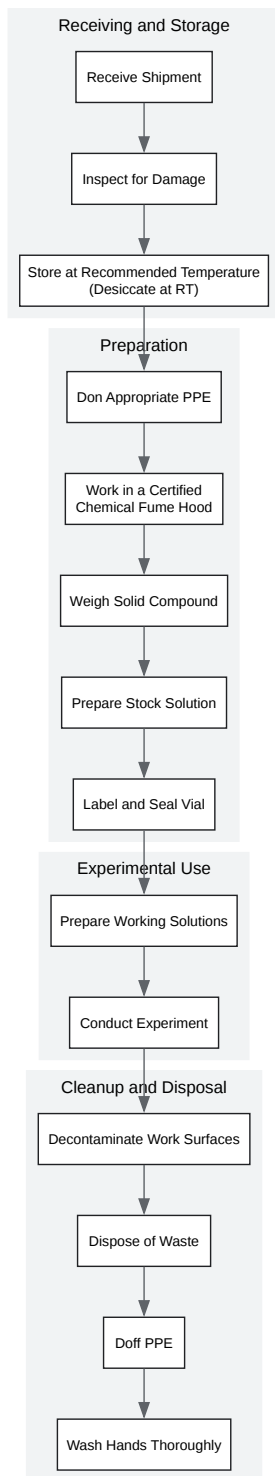 Receiving and Storage
Receive Shipment
Inspect for Damage
Store at Recommended Temperature
(Desiccate at RT)
Preparation
Don Appropriate PPE
Work in a Certified
Chemical Fume Hood
Weigh Solid Compound
Prepare Stock Solution
Label and Seal Vial
Experimental Use
Prepare Working Solutions
Conduct Experiment
Cleanup and Disposal
Decontaminate Work Surfaces
Dispose of Waste
Doff PPE
Wash Hands Thoroughly